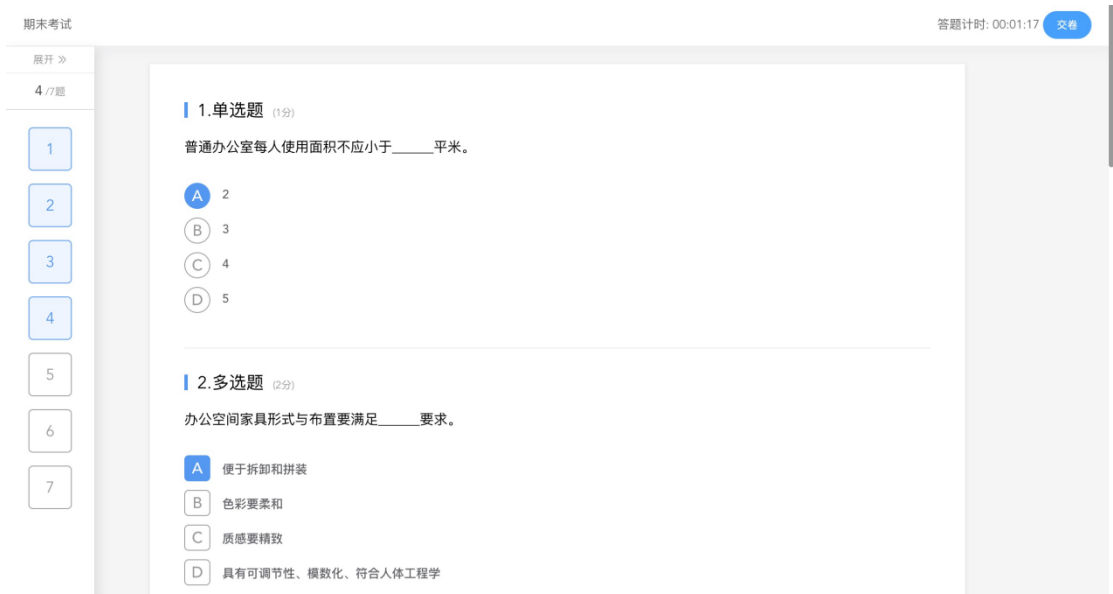 期末考试
答题计时: 00:01:17 交卷
展开 »
4 /7题
1
2
3
4
5
6
7
1.单选题 (1分)
普通办公室每人使用面积不应小于______平米。
A 2
B 3
C 4
D 5
2.多选题 (2分)
办公空间家具形式与布置要满足______要求。
A 便于拆卸和拼装
B 色彩要柔和
C 质感要精致
D 具有可调节性、模数化、符合人体工程学